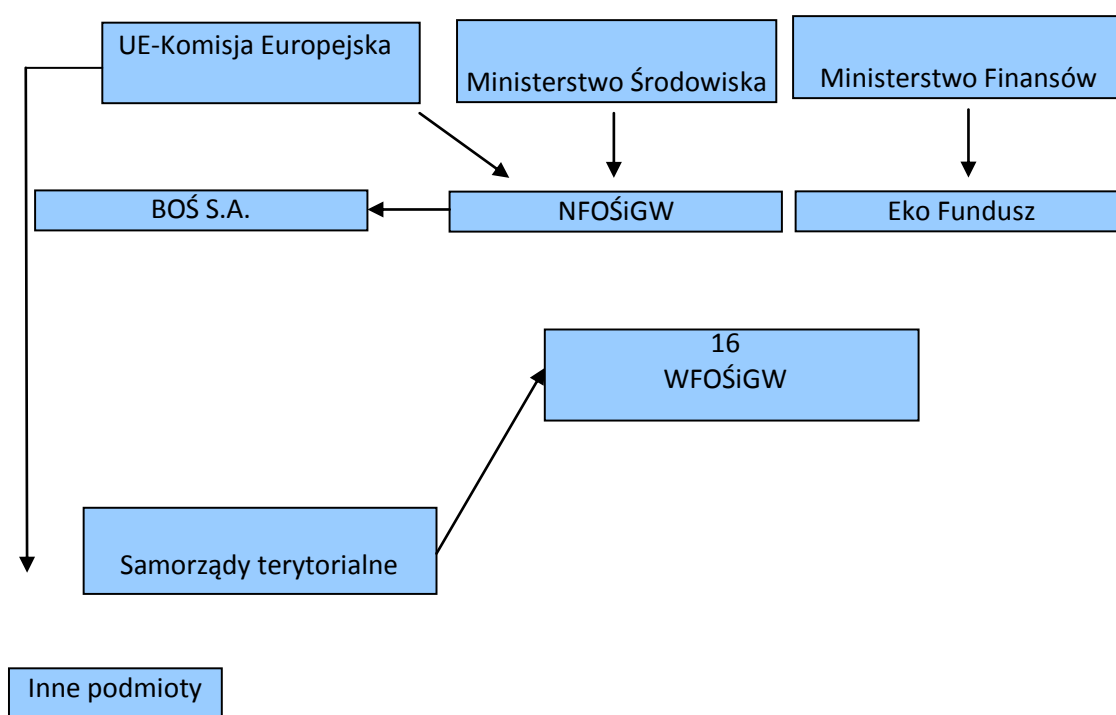 UE-Komisja Europejska
Ministerstwo Środowiska
Ministerstwo Finansów
BOŚ S.A.
NFOŚiGW
Eko Fundusz
16
WFOŚiGW
Samorządy terytorialne
Inne podmioty